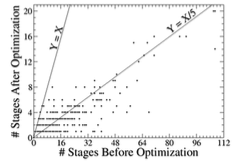 20
16
12
8
4
0
# Stages After Optimization
Y = X
Y = X/5
0 16 32 48 64 80 96 112
# Stages Before Optimization